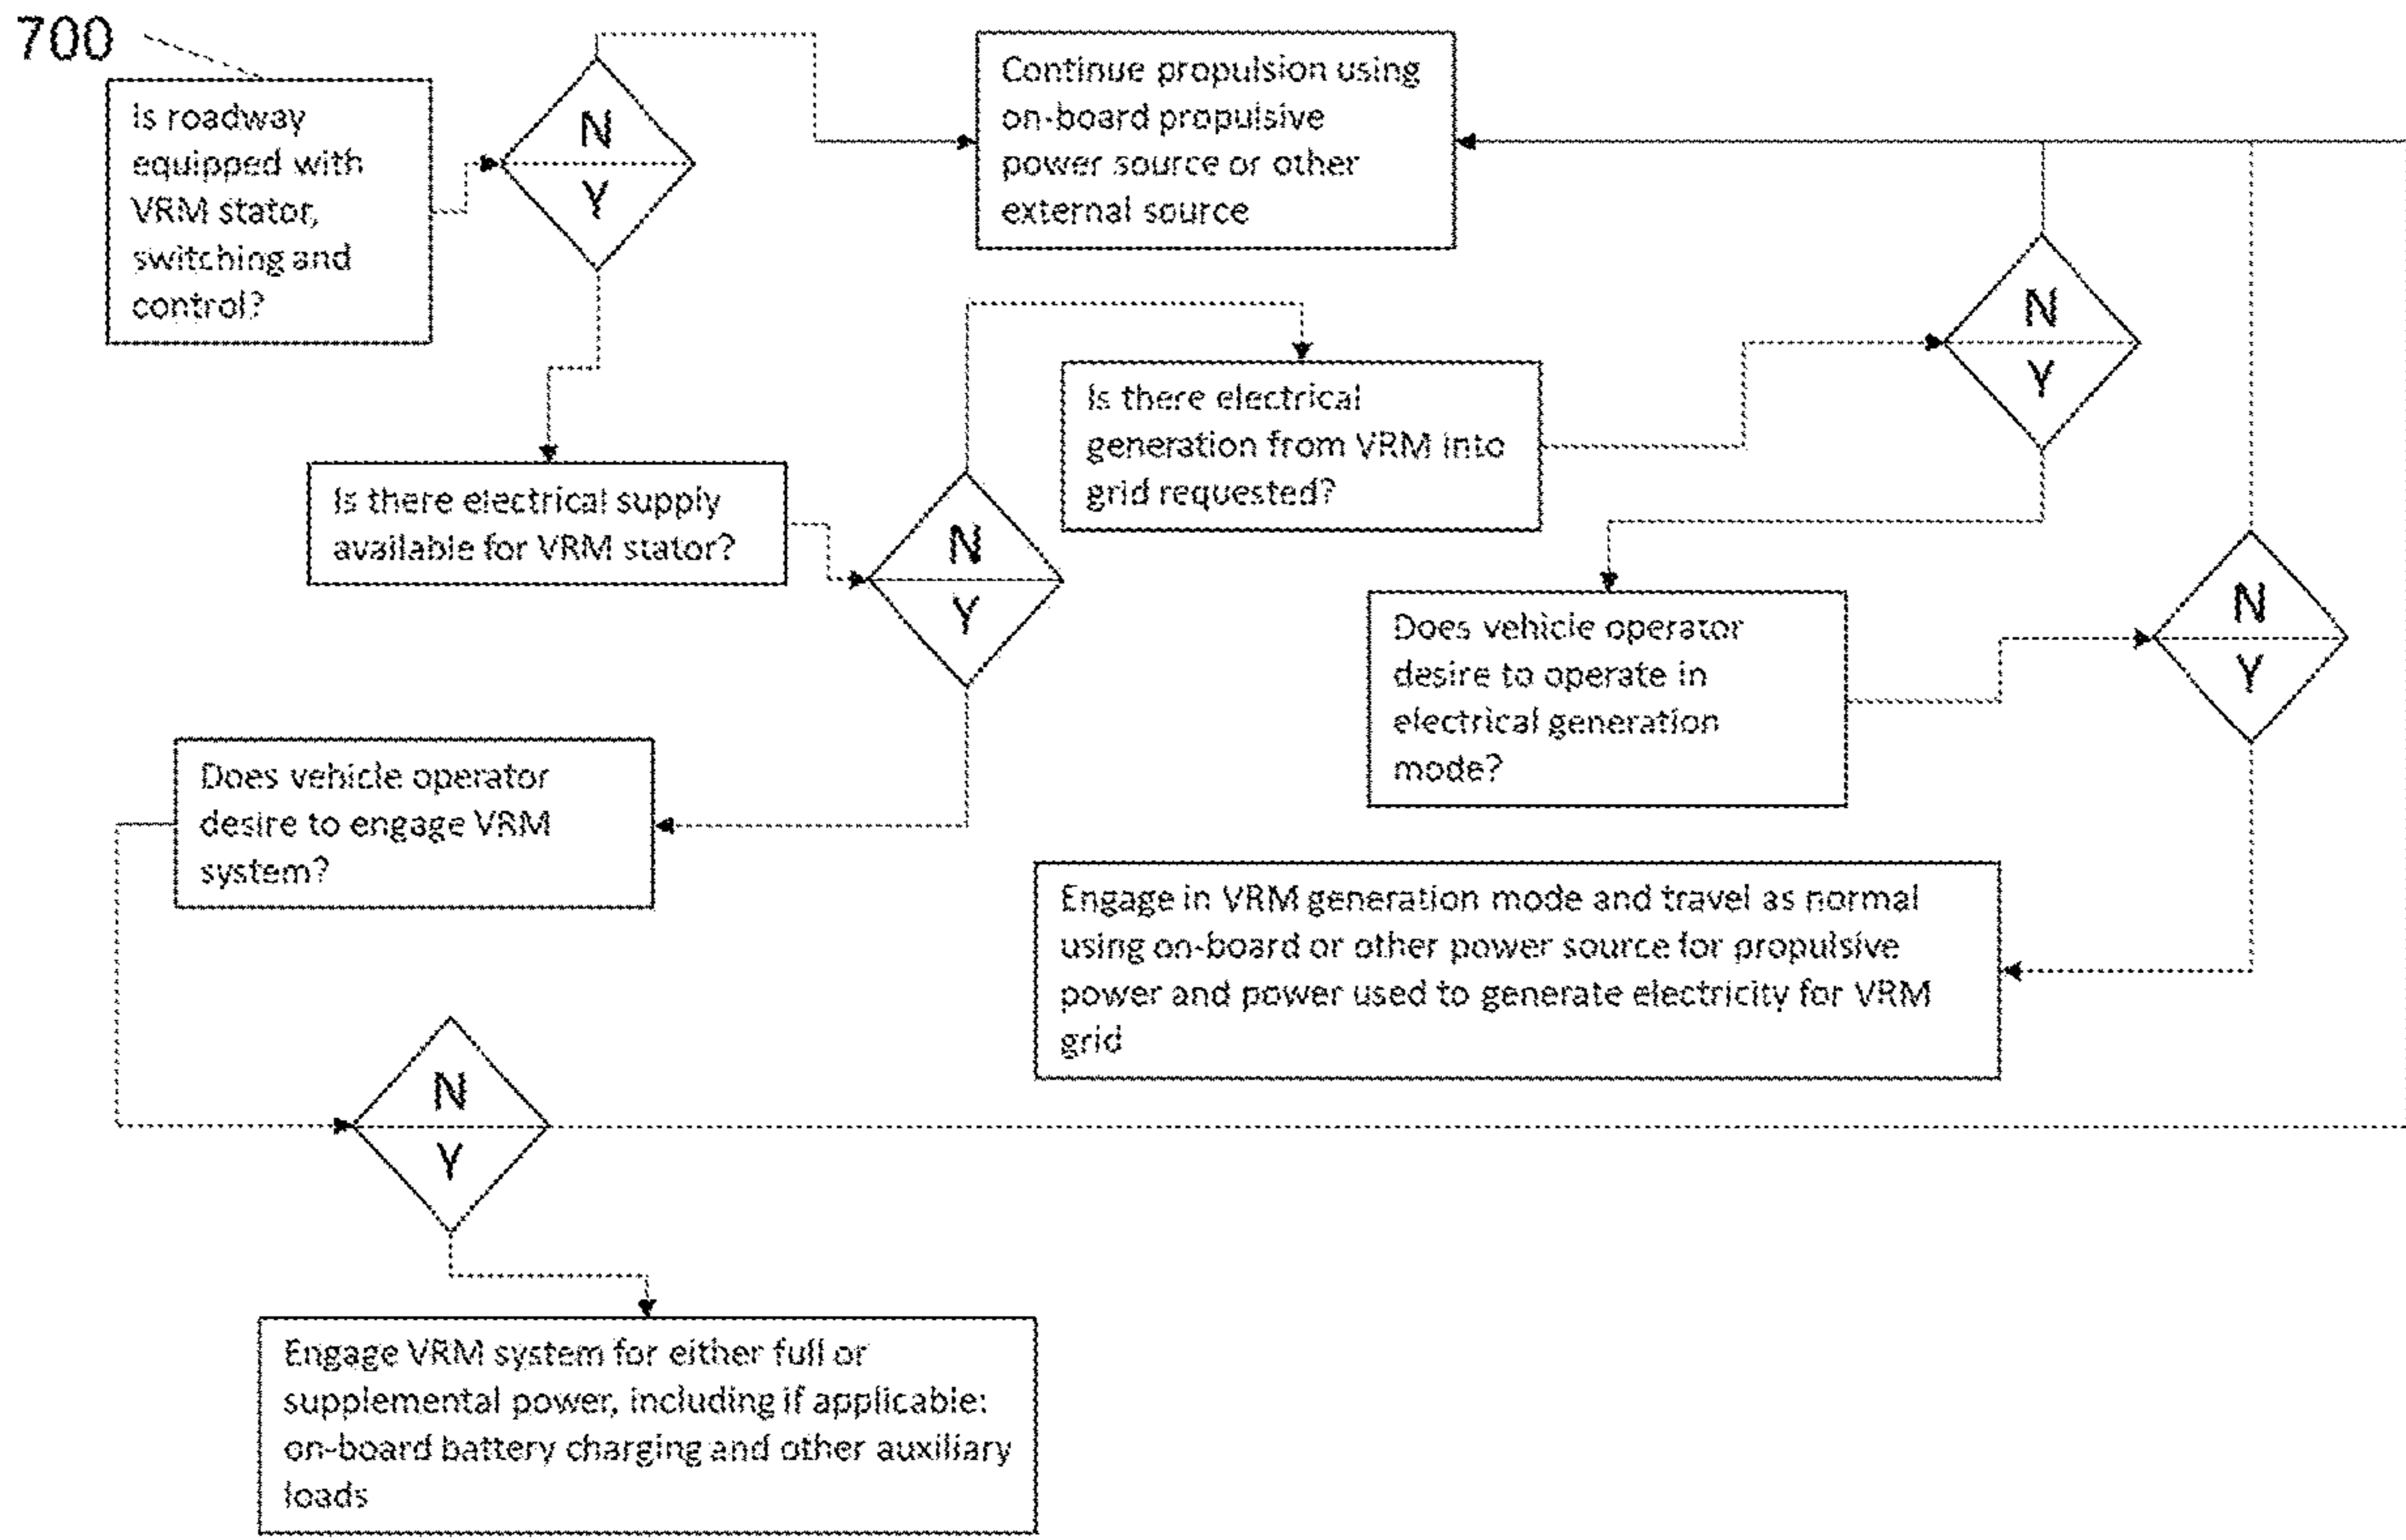 700
Is roadway
equipped with
VRM stator,
switching and
control?
N
Y
Continue propulsion using
on-board propulsive
power source or other
external source
Is there electrical supply
available for VRM stator?
N
Y
Is there electrical
generation from VRM into
grid requested?
N
Y
Does vehicle operator
desire to operate in
electrical generation
mode?
N
Y
Does vehicle operator
desire to engage VRM
system?
Engage in VRM generation mode and travel as normal
using on-board or other power source for propulsive
power and power used to generate electricity for VRM
grid
N
Y
Engage VRM system for either full or
supplemental power, including if applicable:
on-board battery charging and other auxiliary
loads